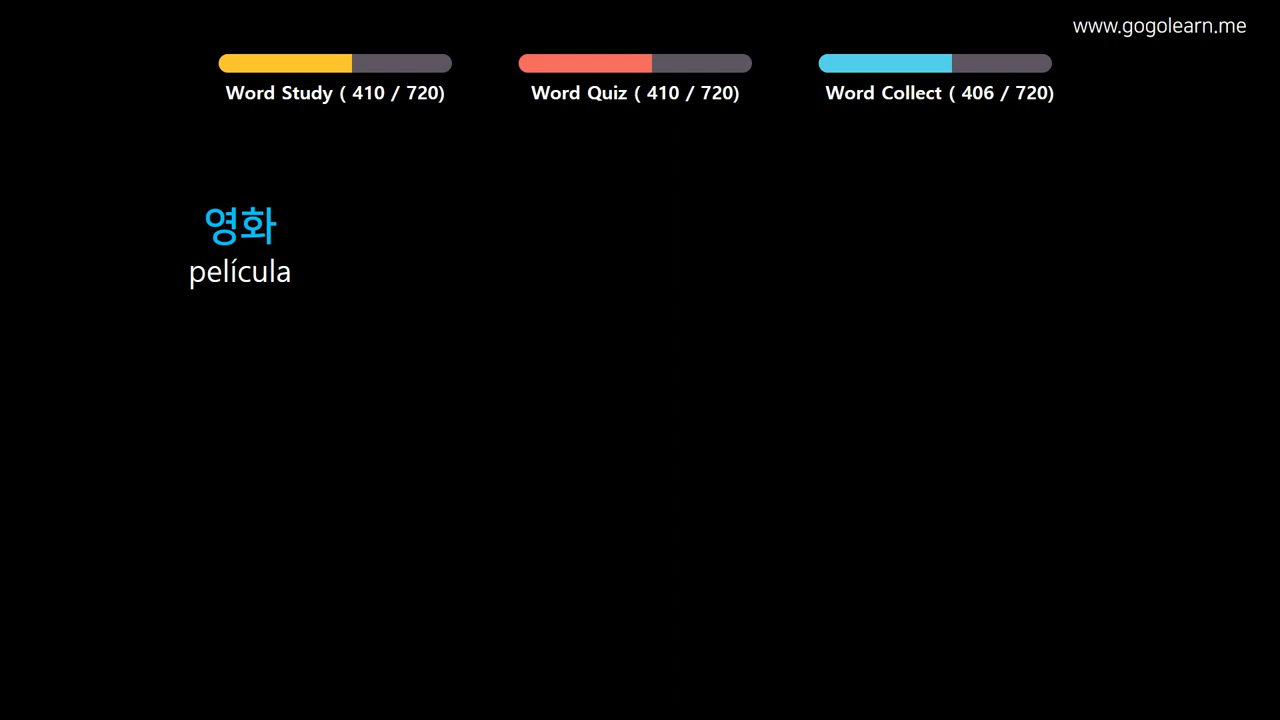 www.gogolearn.me
Word Study ( 410 / 720)
Word Quiz ( 410 / 720)
Word Collect ( 406 / 720)
영화
película